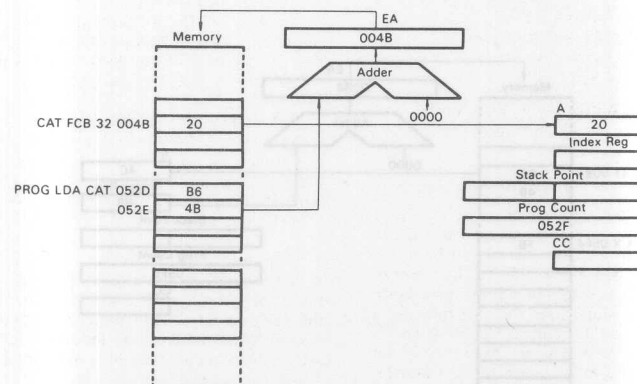 EA
Memory
004B
Adder
A
CAT FCB 32 004B
20
0000
20
Index Reg
Stack Point
PROG LDA CAT 052D
B6
052E
4B
Prog Count
052F
CC